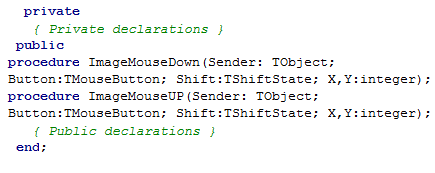 private
{ Private declarations }
public
procedure ImageMouseDown(Sender: TObject;
Button:TMouseButton; Shift:TShiftState; X,Y:integer);
procedure ImageMouseUP(Sender: TObject;
Button:TMouseButton; Shift:TShiftState; X,Y:integer);
{ Public declarations }
end;